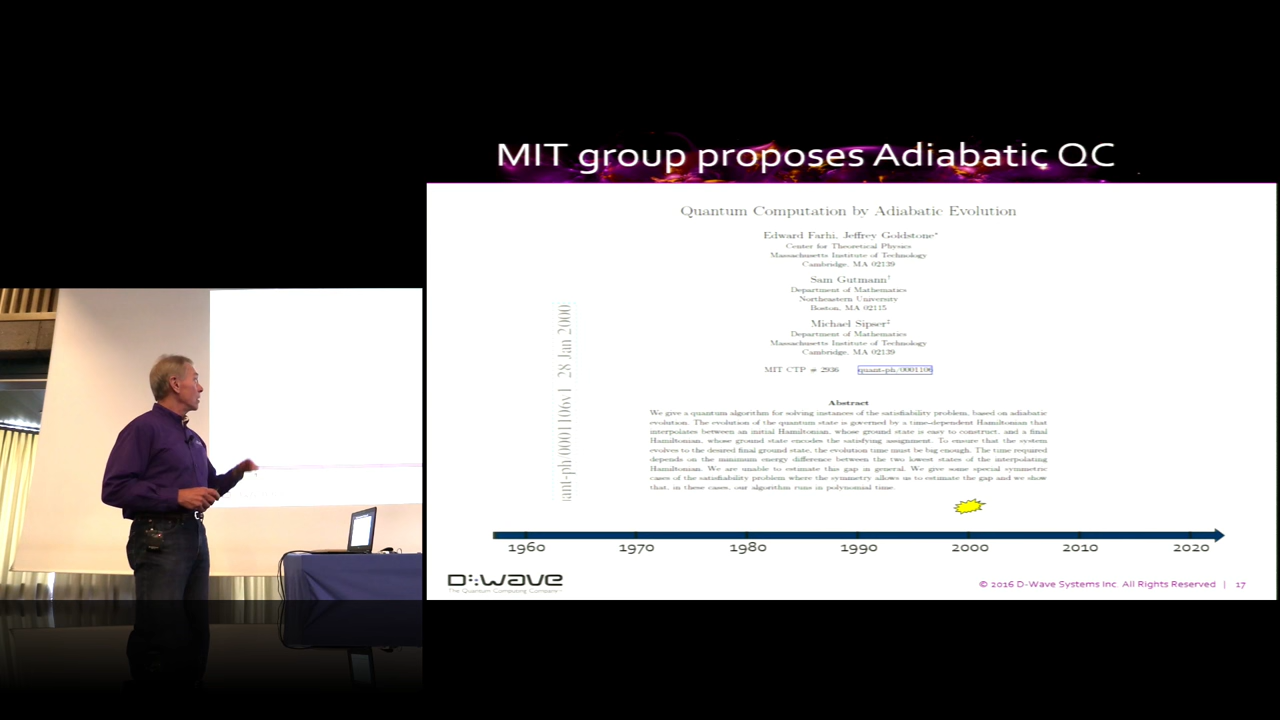 MIT group proposes Adiabatic QC
Quantum Computation by Adiabatic Evolution
Edward Farhi, Jeffrey Goldstone*
Center for Theoretical Physics
Massachusetts Institute of Technology
Cambridge, MA 02139
Sam Gutmann†
Department of Mathematics
Northeastern University
Boston, MA 02115
Michael Sipser‡
Department of Mathematics
Massachusetts Institute of Technology
Cambridge, MA 02139
MIT CTP # 2936 quant-ph/0001106
quant-ph/0001106v1 28 Jan 2000
Abstract
We give a quantum algorithm for solving instances of the satisfiability problem, based on adiabatic
evolution. The evolution of the quantum state is governed by a time-dependent Hamiltonian that
interpolates between an initial Hamiltonian, whose ground state is easy to construct, and a final
Hamiltonian, whose ground state encodes the satisfying assignment. To ensure that the system
evolves to the desired final ground state, the evolution time must be big enough. The time required
depends on the minimum energy difference between the two lowest states of the interpolating
Hamiltonian. We are unable to estimate this gap in general. We give some special symmetric
cases of the satisfiability problem where the symmetry allows us to estimate the gap and we show
that, in these cases, our algorithm runs in polynomial time.
1960 1970 1980 1990 2000 2010 2020
D:wave
The Quantum Computing Company™
© 2016 D-Wave Systems Inc. All Rights Reserved | 17